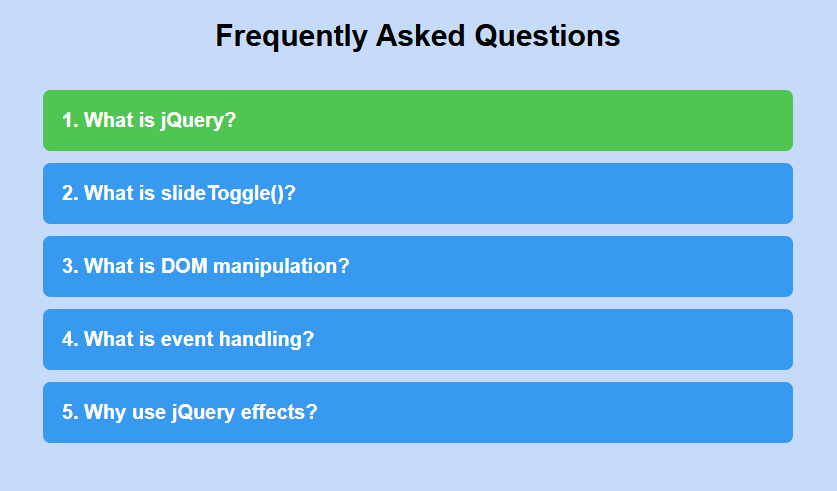 Frequently Asked Questions
1. What is jQuery?
2. What is slideToggle()?
3. What is DOM manipulation?
4. What is event handling?
5. Why use jQuery effects?